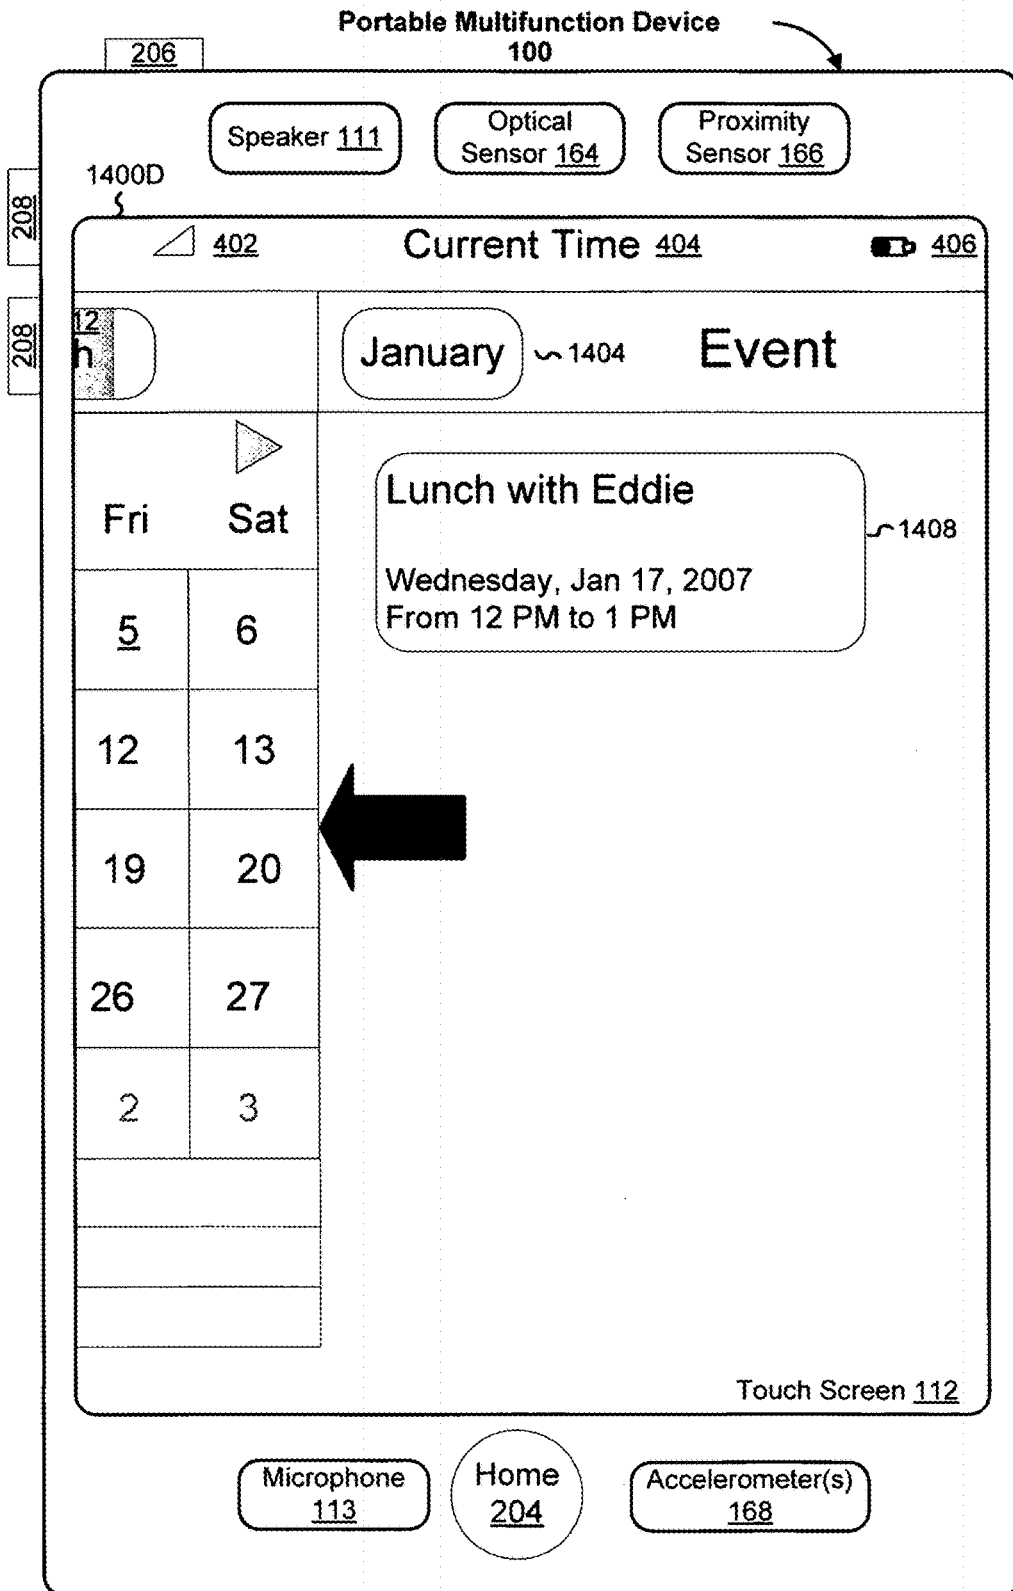 Portable Multifunction Device
100
206
Speaker 111
Optical
Sensor 164
Proximity
Sensor 166
1400D
208
208
402
Current Time 404
406
12
h
January
1404
Event
Fri
Sat
Lunch with Eddie
1408
Wednesday, Jan 17, 2007
From 12 PM to 1 PM
5
6
12
13
19
20
26
27
2
3
Touch Screen 112
Microphone
113
Home
204
Accelerometer(s)
168